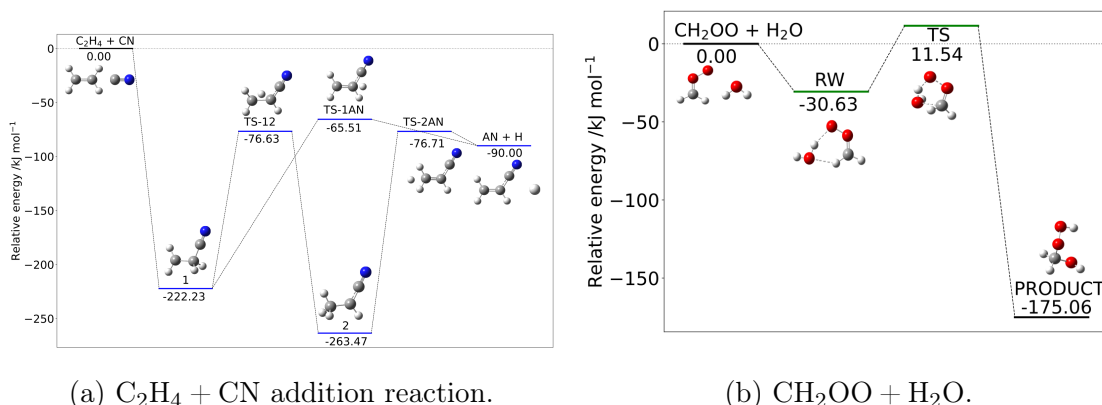 Relative energy /kJ mol⁻¹
0
−50
−100
−150
−200
−250
C₂H₄ + CN
0.00
1
-222.23
TS-12
-76.63
TS-1AN
-65.51
2
-263.47
TS-2AN
-76.71
AN + H
-90.00
(a) C₂H₄ + CN addition reaction.
Relative energy /kJ mol⁻¹
0
−50
−100
−150
CH₂OO + H₂O
0.00
RW
-30.63
TS
11.54
PRODUCT
-175.06
(b) CH₂OO + H₂O.